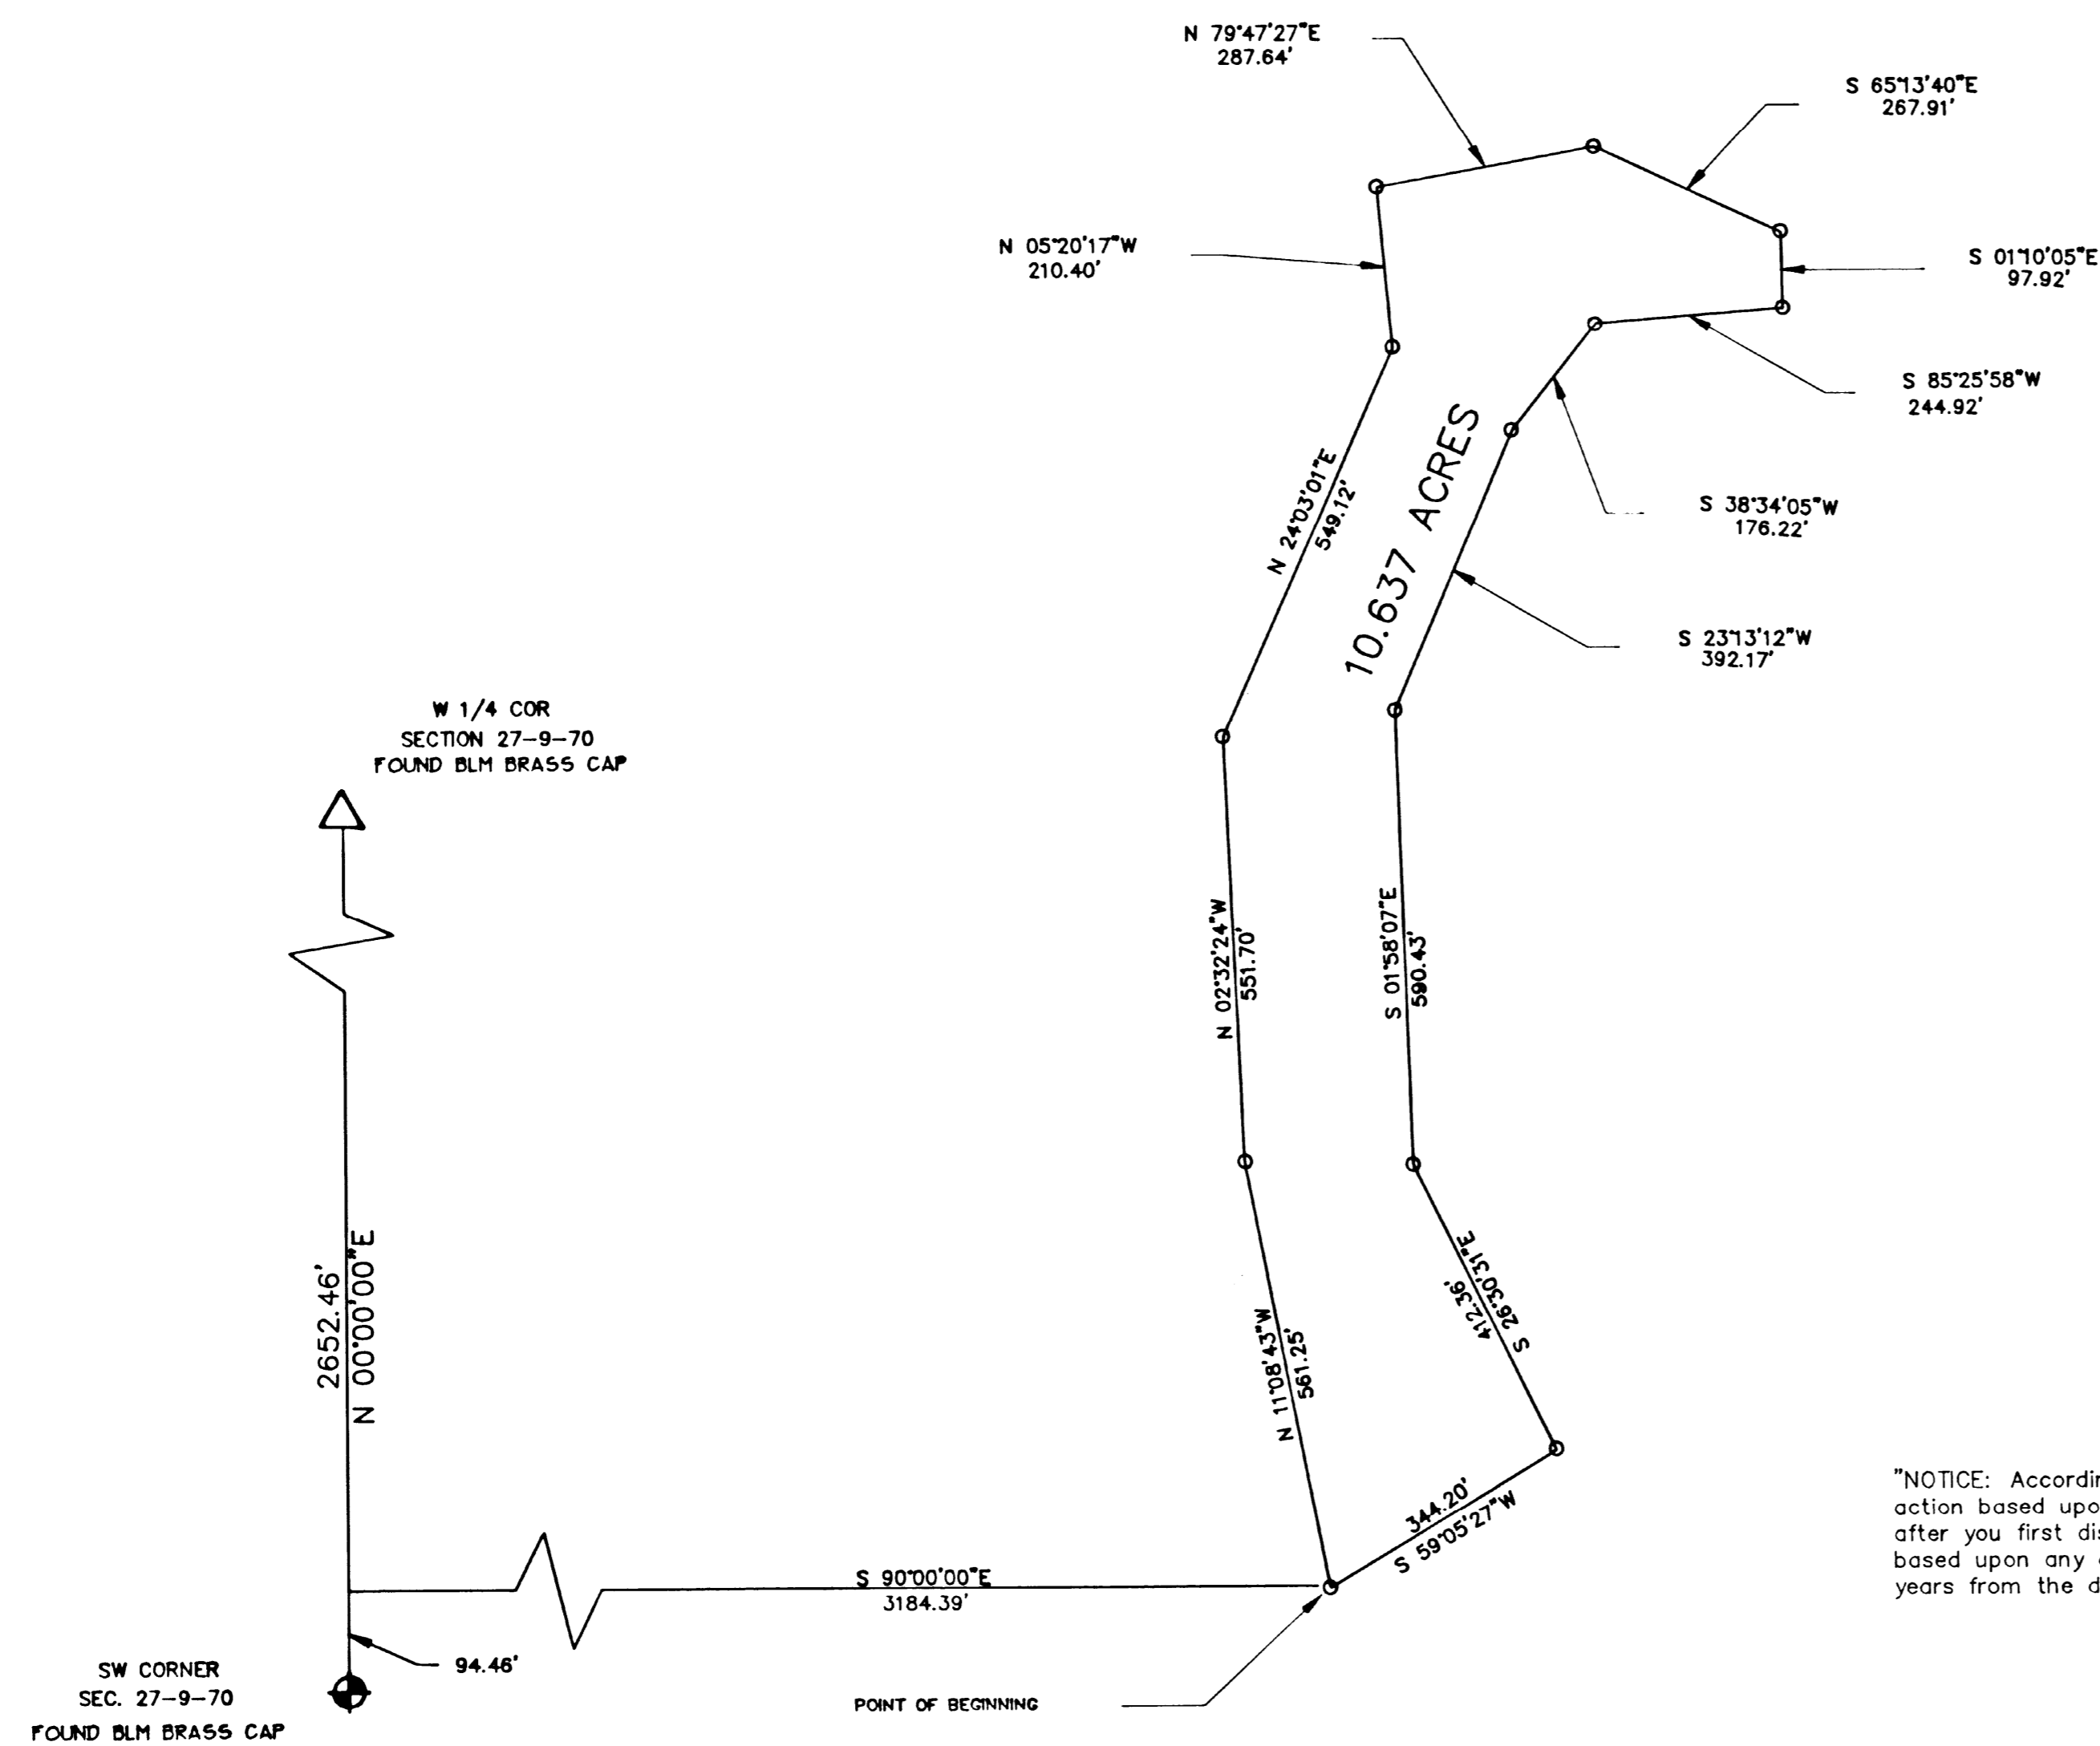 N 79°47'27"E
287.64'
S 65°13'40"E
267.91'
N 05°20'17"W
210.40'
S 01°10'05"E
97.92'
S 85°25'58"W
244.92'
N 24°03'01"E
549.12'
10.637 ACRES
S 38°34'05"W
176.22'
S 23°13'12"W
392.17'
W 1/4 COR
SECTION 27-9-70
FOUND BLM BRASS CAP
N 02°32'24"W
551.70'
S 01°58'07"E
590.43'
2652.46'
N 00°00'00"E
N 11°08'43"W
561.25'
412.36'
S 26°30'31"E
344.20'
S 59°05'27"W
"NOTICE: Accordin
action based upo
after you first dis
based upon any
years from the d
S 90°00'00"E
3184.39'
94.46'
SW CORNER
SEC. 27-9-70
FOUND BLM BRASS CAP
POINT OF BEGINNING